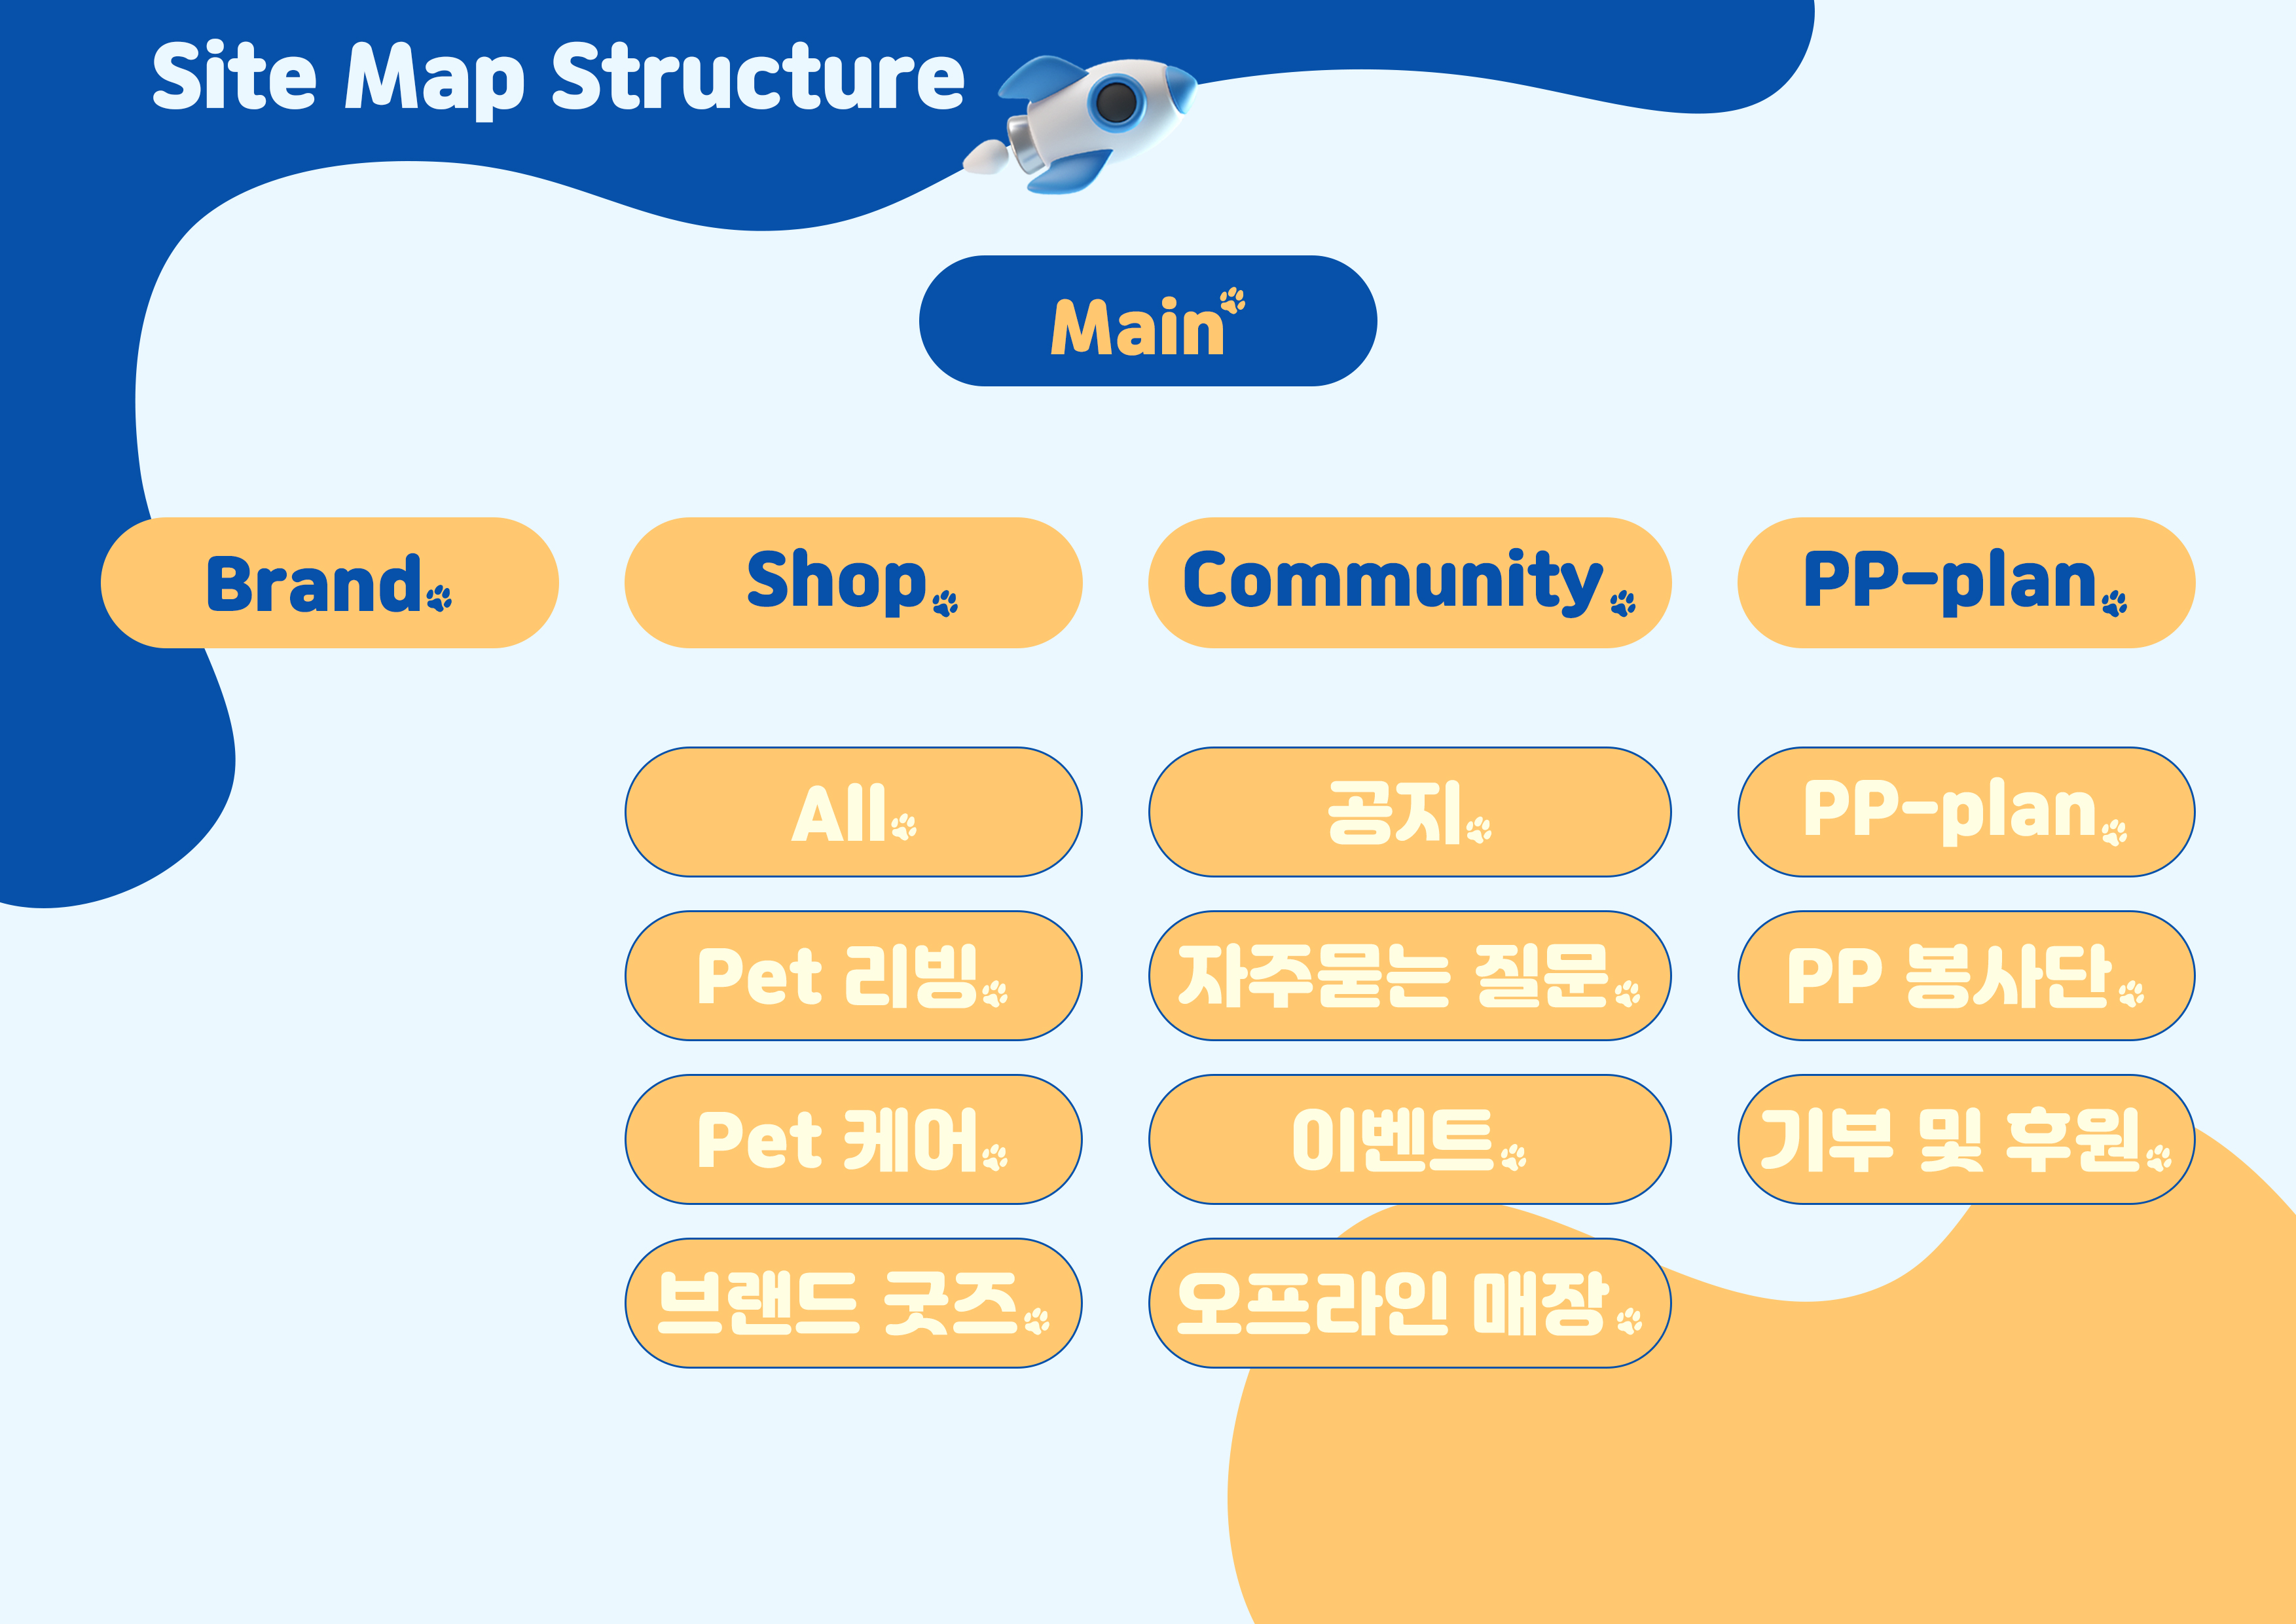 Site Map Structure
Main
Brand
Shop
Community
PP-plan
All
공지
PP-plan
Pet 리빙
자주묻는 질문
PP 봉사단
Pet 케어
이벤트
기부 및 후원
브랜드 굿즈
오프라인 매장